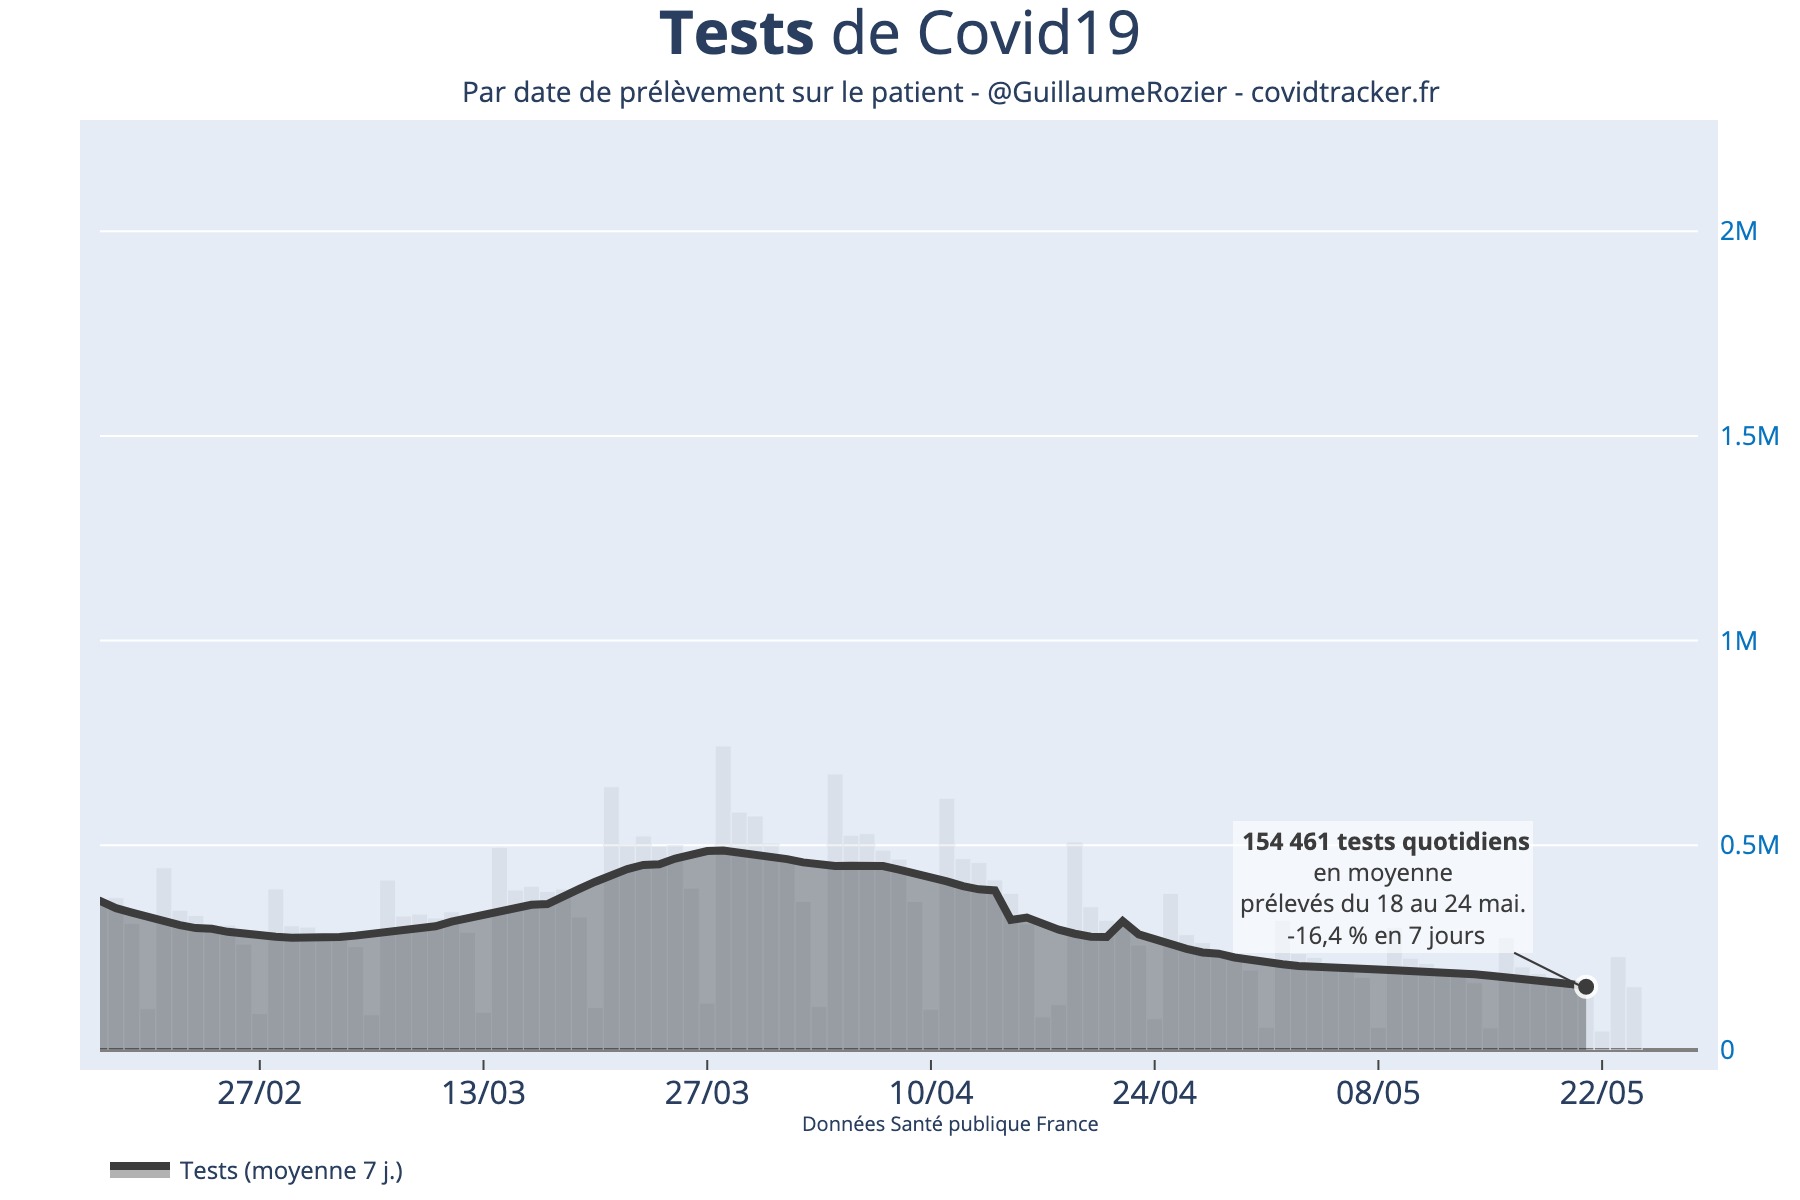 Tests de Covid19
Par date de prélèvement sur le patient - @GuillaumeRozier - covidtracker.fr
2M
1.5M
1M
0.5M
0
154 461 tests quotidiens
en moyenne
prélevés du 18 au 24 mai.
-16,4 % en 7 jours
27/02 13/03 27/03 10/04 24/04 08/05 22/05
Données Santé publique France
Tests (moyenne 7 j.)